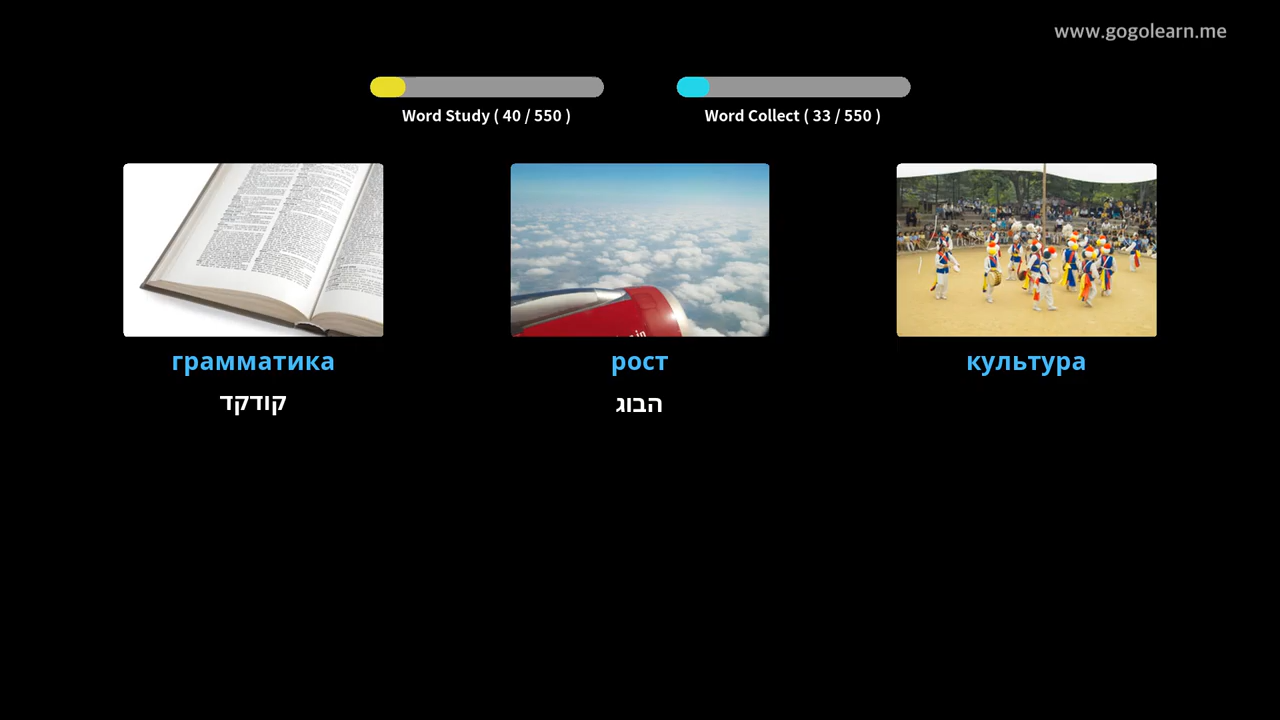 www.gogolearn.me
Word Study ( 40 / 550 )
Word Collect ( 33 / 550 )
грамматика
рост
культура
קודקד
הבוג